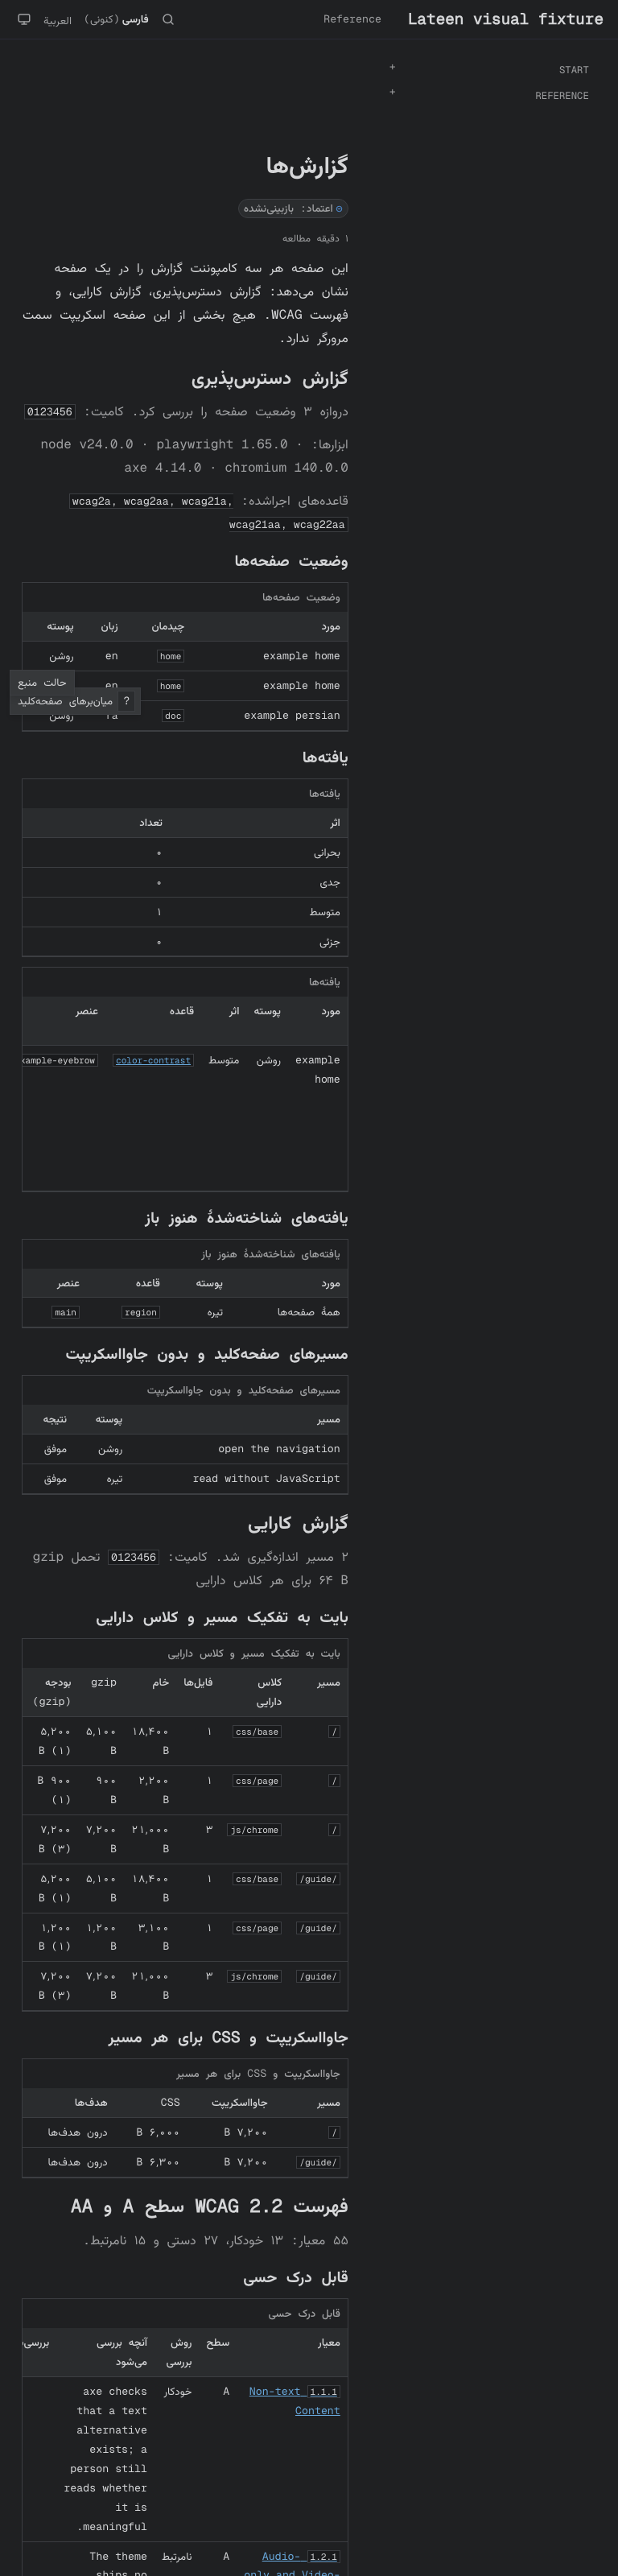 Lateen visual fixture
Reference
فارسی (کنونی)
العربية
START
+
REFERENCE
+
گزارش‌ها
اعتماد: بازبینی‌نشده
۱ دقیقه مطالعه
این صفحه هر سه کامپوننت گزارش را در یک صفحه
نشان می‌دهد: گزارش دسترس‌پذیری، گزارش کارایی، و
فهرست WCAG. هیچ بخشی از این صفحه اسکریپت سمت
مرورگر ندارد.
گزارش دسترس‌پذیری
دروازه ۳ وضعیت صفحه را بررسی کرد. کامیت: 0123456
ابزارها: node v24.0.0 · playwright 1.65.0 ·
axe 4.14.0 · chromium 140.0.0
قاعده‌های اجراشده: wcag2a, wcag2aa, wcag21a,
wcag21aa, wcag22aa
وضعیت صفحه‌ها
وضعیت صفحه‌ها
مورد چیدمان زبان پوسته
example home home en روشن
example home home en
example persian doc fa روشن
حالت منبع
? میان‌برهای صفحه‌کلید
یافته‌ها
یافته‌ها
اثر تعداد
بحرانی ۰
جدی ۰
متوسط ۱
جزئی ۰
یافته‌ها
مورد پوسته اثر قاعده عنصر
example روشن متوسط color-contrast xample-eyebrow
home
یافته‌های شناخته‌شدهٔ هنوز باز
یافته‌های شناخته‌شدهٔ هنوز باز
مورد پوسته قاعده عنصر
همهٔ صفحه‌ها تیره region main
مسیرهای صفحه‌کلید و بدون جاوااسکریپت
مسیرهای صفحه‌کلید و بدون جاوااسکریپت
مسیر پوسته نتیجه
open the navigation روشن موفق
read without JavaScript تیره موفق
گزارش کارایی
۲ مسیر اندازه‌گیری شد. کامیت: 0123456 تحمل gzip
۶۴ B برای هر کلاس دارایی
بایت به تفکیک مسیر و کلاس دارایی
بایت به تفکیک مسیر و کلاس دارایی
مسیر کلاس دارایی فایل‌ها خام gzip بودجه (gzip)
/ css/base ۱ ۱۸٬۴۰۰ B ۵٬۱۰۰ B ۵٬۲۰۰ B (۱)
/ css/page ۱ ۲٬۲۰۰ B ۹۰۰ B ۹۰۰ B (۱)
/ js/chrome ۳ ۲۱٬۰۰۰ B ۷٬۲۰۰ B ۷٬۲۰۰ B (۳)
/guide/ css/base ۱ ۱۸٬۴۰۰ B ۵٬۱۰۰ B ۵٬۲۰۰ B (۱)
/guide/ css/page ۱ ۳٬۱۰۰ B ۱٬۲۰۰ B ۱٬۲۰۰ B (۱)
/guide/ js/chrome ۳ ۲۱٬۰۰۰ B ۷٬۲۰۰ B ۷٬۲۰۰ B (۳)
جاوااسکریپت و CSS برای هر مسیر
جاوااسکریپت و CSS برای هر مسیر
مسیر جاوااسکریپت CSS هدف‌ها
/ ۷٬۲۰۰ B ۶٬۰۰۰ B درون هدف‌ها
/guide/ ۷٬۲۰۰ B ۶٬۳۰۰ B درون هدف‌ها
فهرست WCAG 2.2 سطح A و AA
۵۵ معیار: ۱۳ خودکار، ۲۷ دستی و ۱۵ نامرتبط.
قابل درک حسی
قابل درک حسی
معیار سطح روش بررسی آنچه بررسی می‌شود
1.1.1 Non-text Content A خودکار axe checks
that a text
alternative
exists; a
person still
reads whether
it is
meaningful.
1.2.1 Audio- A نامرتبط The theme
only and Video- ships no